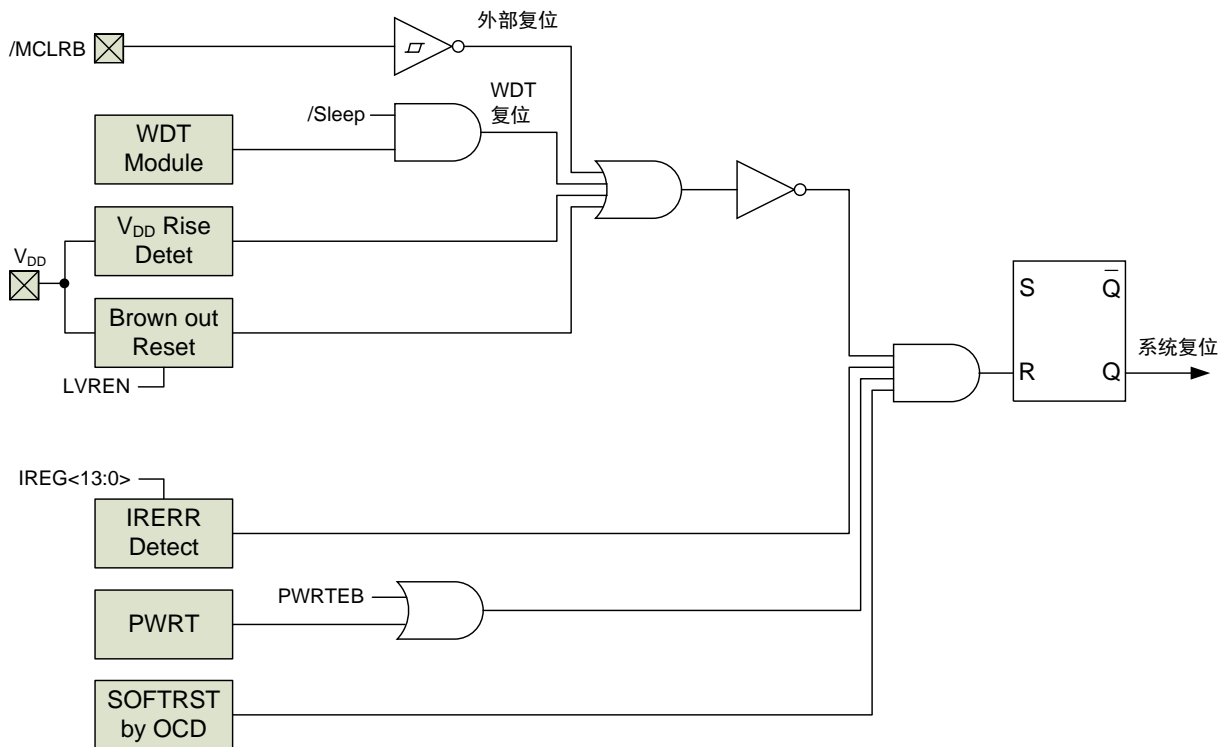 外部复位
/MCLRB
WDT
复位
/Sleep
WDT
Module
VDD Rise
Detet
VDD
Brown out
Reset
LVREN
S
Q
R
Q
系统复位
IREG<13:0>
IRERR
Detect
PWRTEB
PWRT
SOFTRST
by OCD